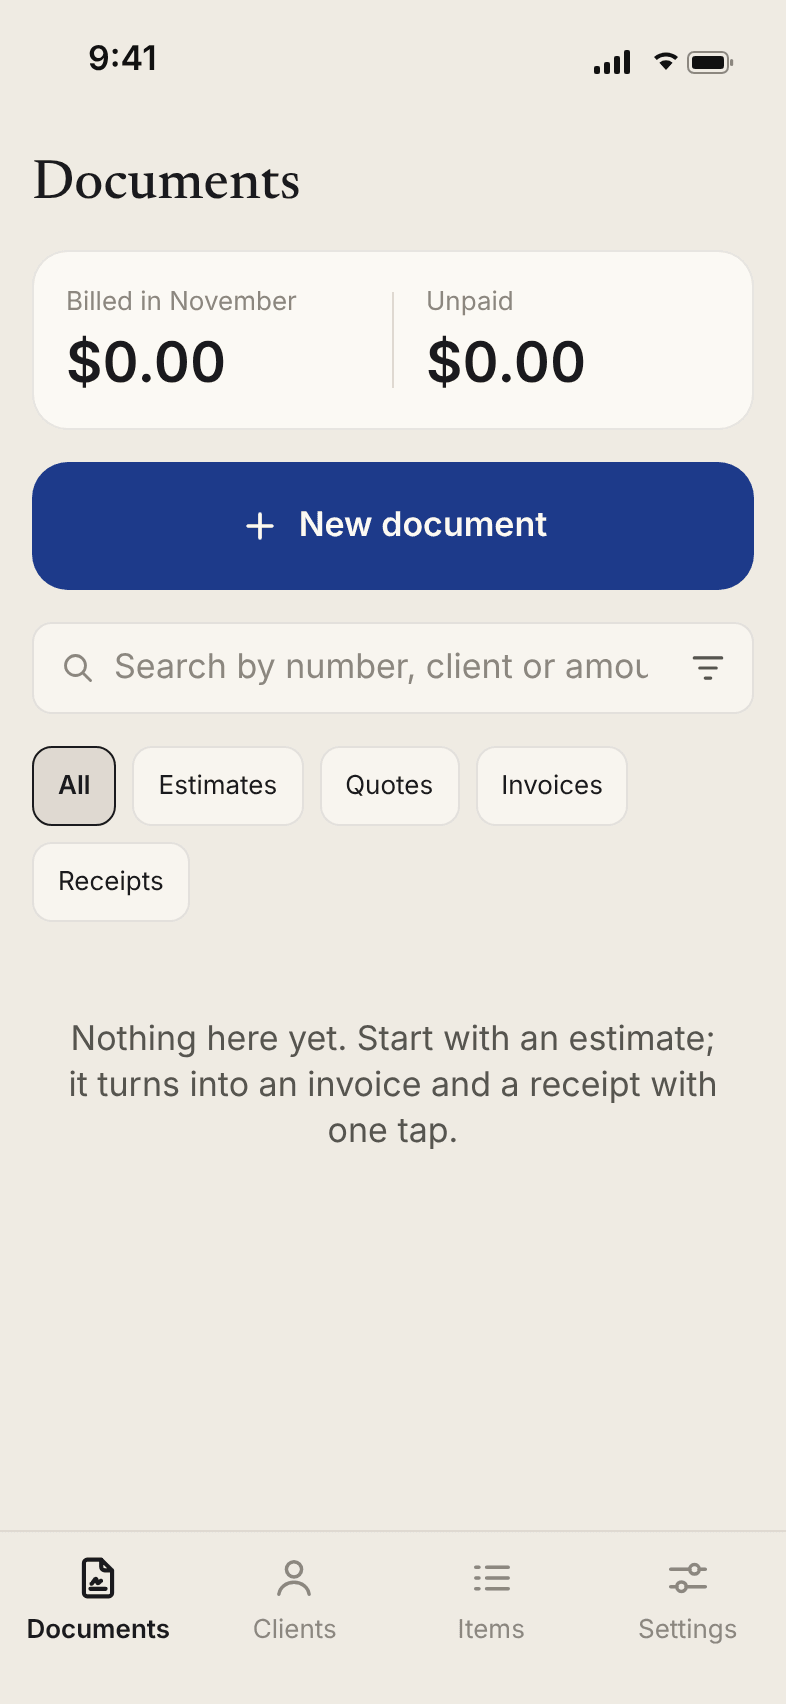 9:41
Documents
Billed in November
$0.00
Unpaid
$0.00
New document
Search by number, client or amou
All
Estimates
Quotes
Invoices
Receipts
Nothing here yet. Start with an estimate;
it turns into an invoice and a receipt with
one tap.
Documents
Clients
Items
Settings